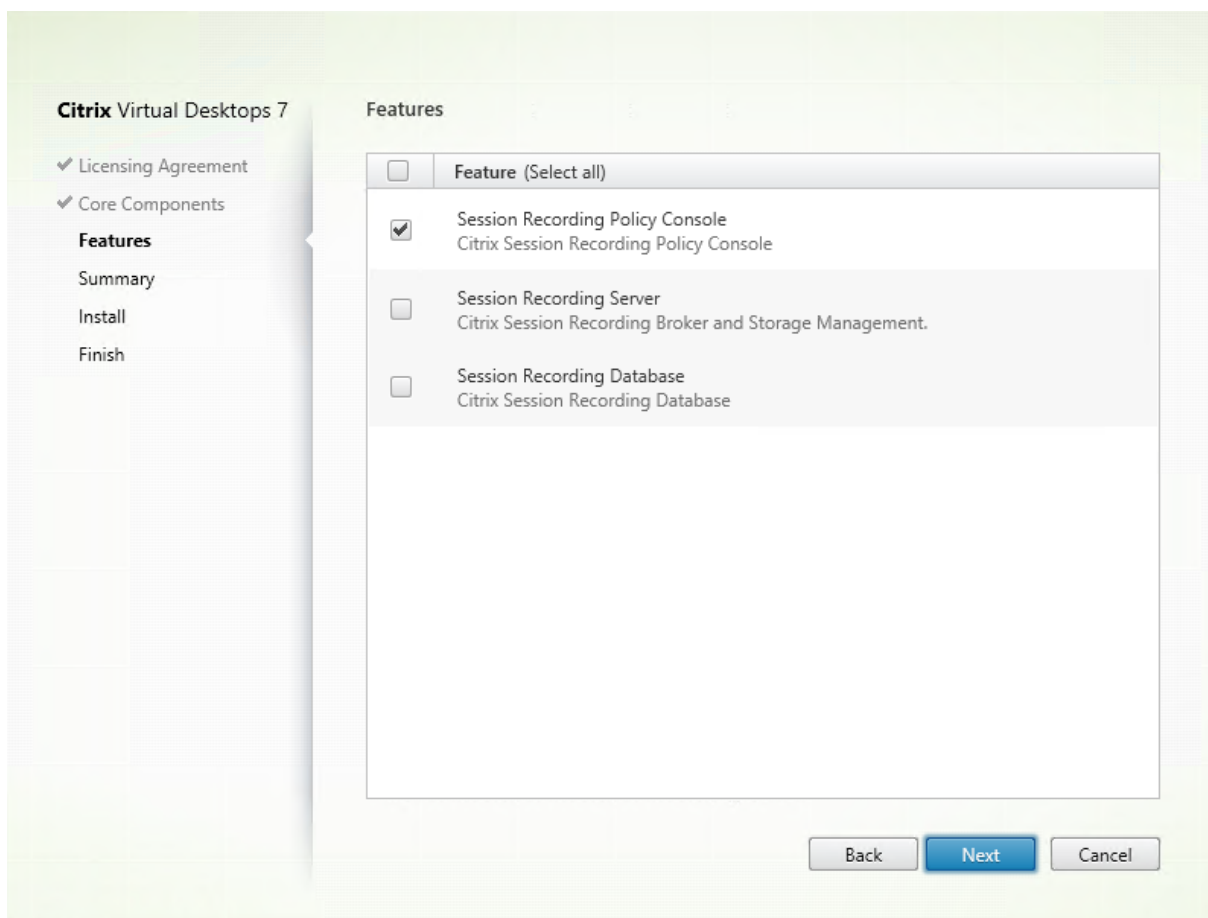 Citrix Virtual Desktops 7
Licensing Agreement
Core Components
Features
Summary
Install
Finish
Features
Feature (Select all)
Session Recording Policy Console
Citrix Session Recording Policy Console
Session Recording Server
Citrix Session Recording Broker and Storage Management.
Session Recording Database
Citrix Session Recording Database
Back Next Cancel